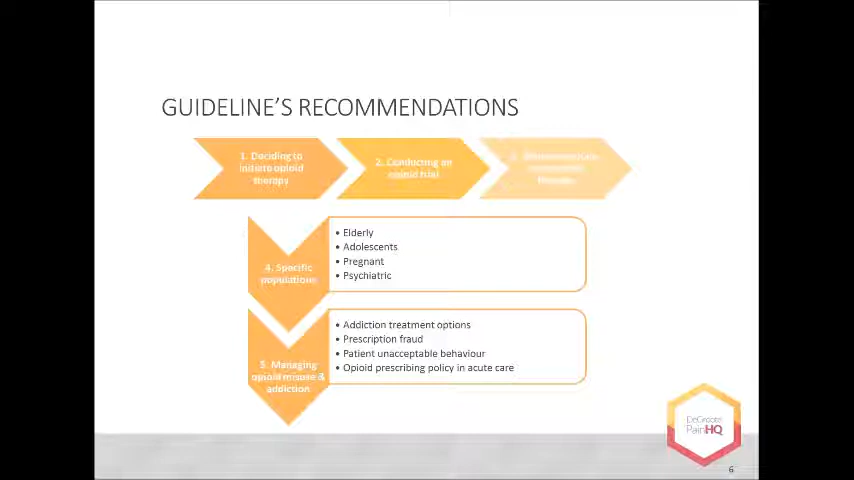 GUIDELINE'S RECOMMENDATIONS
1. Deciding to
initiate opioid
therapy
2. Conducting an
opioid trial
4. Specific
populations
• Elderly
• Adolescents
• Pregnant
• Psychiatric
5. Managing
opioid misuse &
addiction
• Addiction treatment options
• Prescription fraud
• Patient unacceptable behaviour
• Opioid prescribing policy in acute care
DeGroote
PainHQ
6